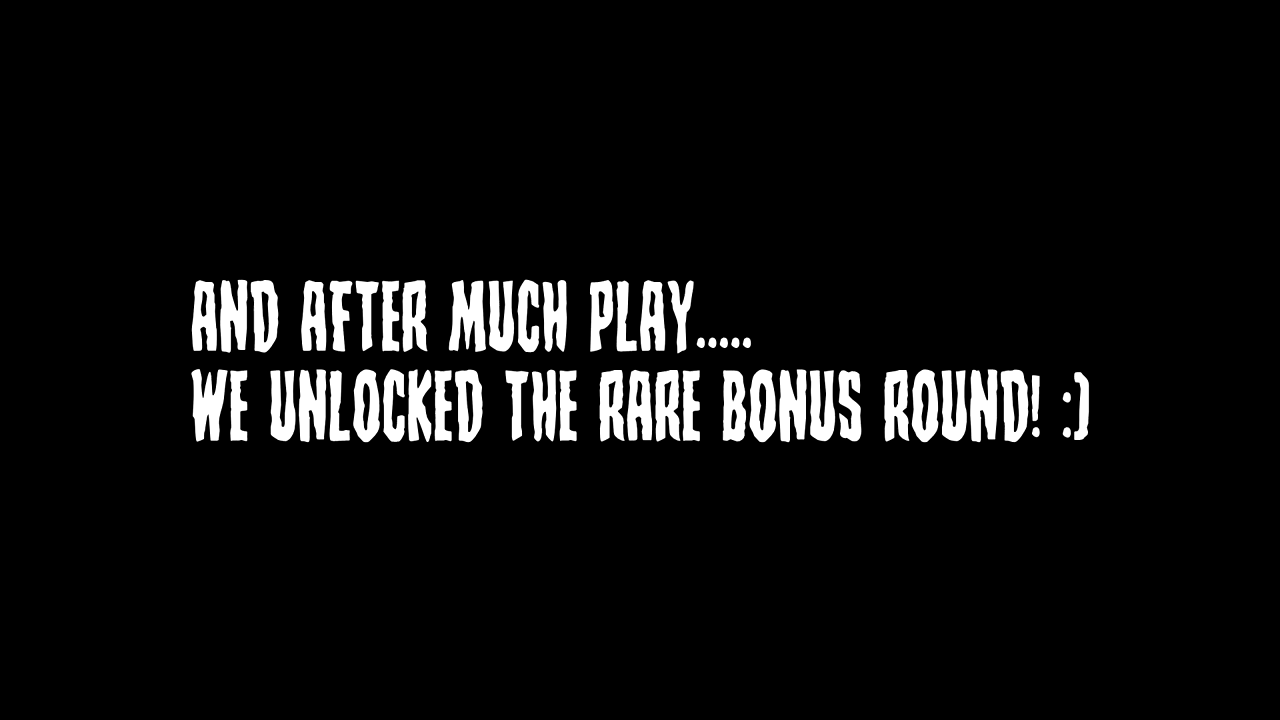 AND AFTER MUCH PLAY.....
WE UNLOCKED THE RARE BONUS ROUND! :)